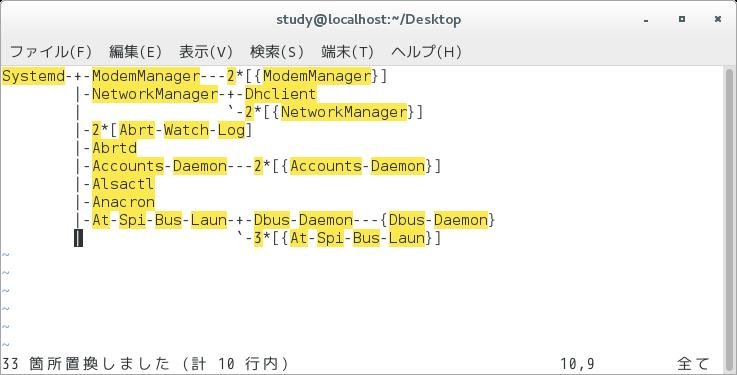 study@localhost:~/Desktop
ファイル(F) 編集(E) 表示(V) 検索(S) 端末(T) ヘルプ(H)
Systemd-+-ModemManager---2*[{ModemManager}]
        |-NetworkManager-+-Dhclient
        |                `-2*[{NetworkManager}]
        |-2*[Abrt-Watch-Log]
        |-Abrtd
        |-Accounts-Daemon---2*[{Accounts-Daemon}]
        |-Alsactl
        |-Anacron
        |-At-Spi-Bus-Laun-+-Dbus-Daemon---{Dbus-Daemon}
        |                 `-3*[{At-Spi-Bus-Laun}]
~
~
~
~
~
~
33 箇所置換しました (計 10 行内) 10,9 全て